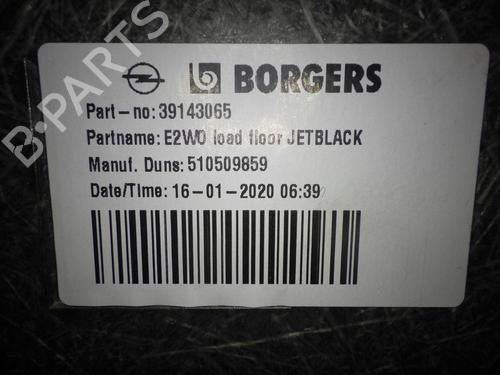 BORGERS
Part-no: 39143065
Partname: E2WO load floor JETBLACK
Manuf. Duns: 510509859
Date/Time: 16-01-2020 06:39
B-PARTS